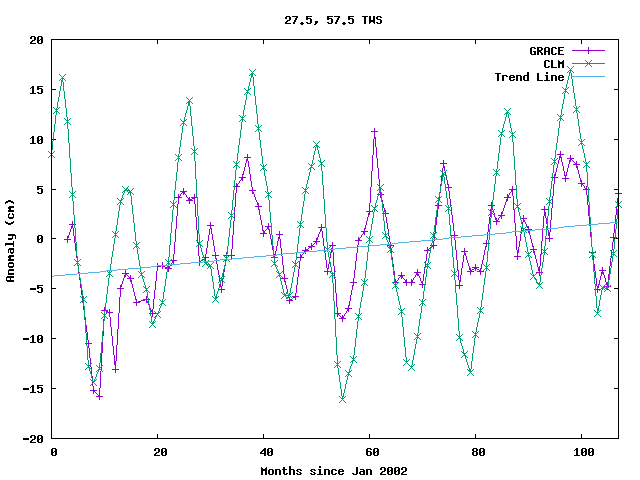 27.5, 57.5 TWS
GRACE
CLM
Trend Line
20
15
10
5
0
-5
-10
-15
-20
Anomaly (cm)
0 20 40 60 80 100
Months since Jan 2002